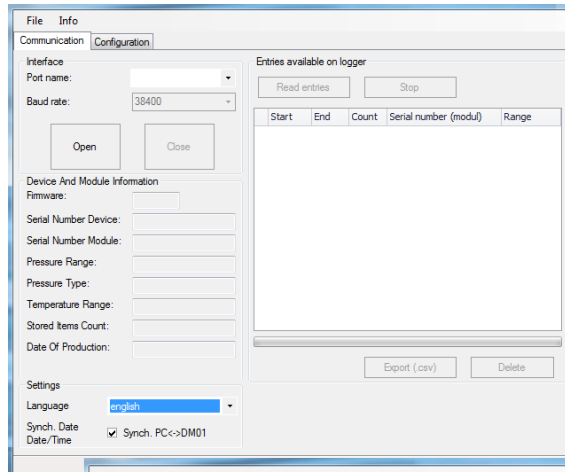 File Info
Communication Configuration
Interface
Port name:
Baud rate: 38400
Open Close
Device And Module Information
Firmware:
Serial Number Device:
Serial Number Module:
Pressure Range:
Pressure Type:
Temperature Range:
Stored Items Count:
Date Of Production:
Settings
Language english
Synch. Date
Date/Time Synch. PC<->DM01
Entries available on logger
Read entries Stop
Start End Count Serial number (modul) Range
Export (.csv) Delete